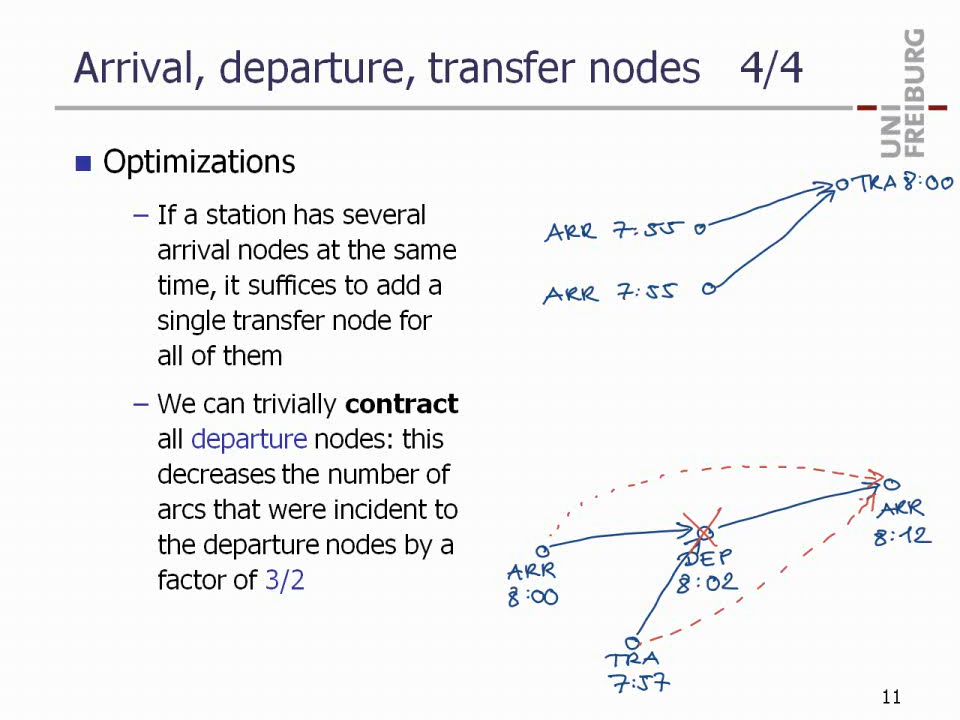 Arrival, departure, transfer nodes 4/4
UNI
FREIBURG
■ Optimizations
– If a station has several
arrival nodes at the same
time, it suffices to add a
single transfer node for
all of them
– We can trivially contract
all departure nodes: this
decreases the number of
arcs that were incident to
the departure nodes by a
factor of 3/2
TRA 8:00
ARR 7:55
ARR 7:55
ARR
8:12
DEP
8:02
ARR
8:00
TRA
7:57
11